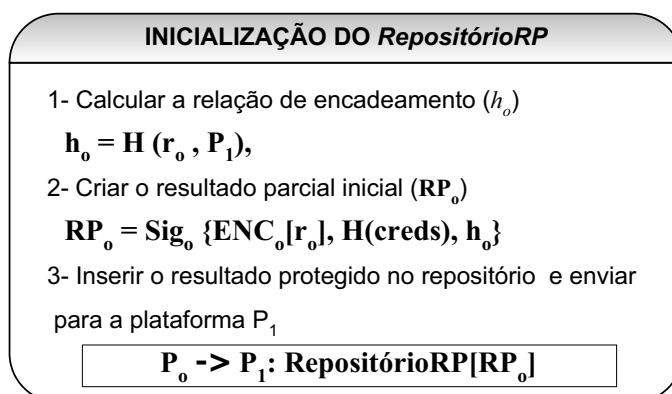 INICIALIZAÇÃO DO RepositórioRP
1- Calcular a relação de encadeamento (hₒ)
hₒ = H (rₒ , P₁),
2- Criar o resultado parcial inicial (RPₒ)
RPₒ = Sigₒ {ENCₒ[rₒ], H(creds), hₒ}
3- Inserir o resultado protegido no repositório e enviar
para a plataforma P₁
Pₒ -> P₁: RepositórioRP[RPₒ]